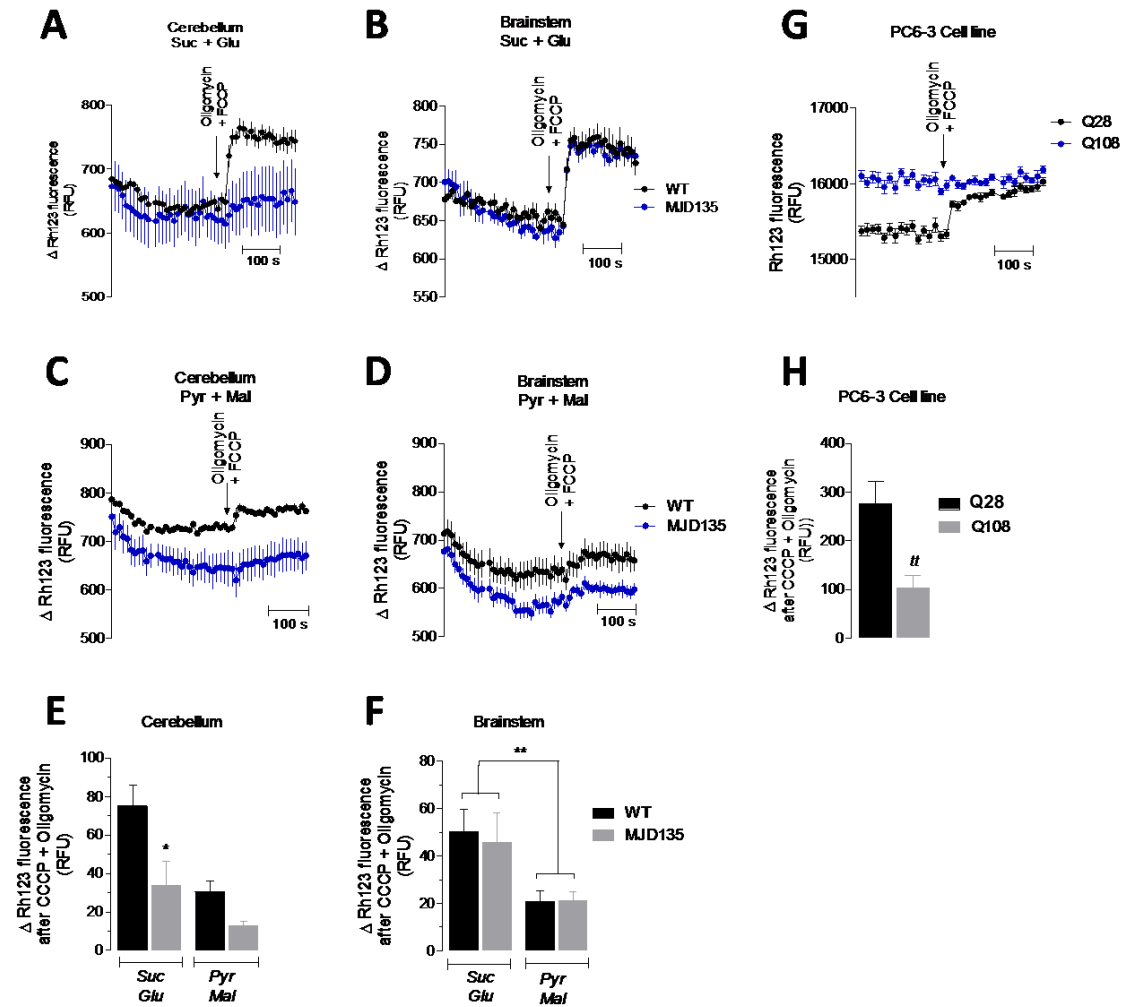 A
Cerebellum
Suc + Glu
Oligomycin
+ FCCP
Δ Rh123 fluorescence
(RFU)
800
700
600
500
100 s
B
Brainstem
Suc + Glu
Oligomycin
+ FCCP
Δ Rh123 fluorescence
(RFU)
800
750
700
650
600
550
WT
MJD135
100 s
G
PC6-3 Cell line
Oligomycin
+ FCCP
Rh123 fluorescence
(RFU)
17000
16000
15000
Q28
Q108
100 s
C
Cerebellum
Pyr + Mal
Oligomycin
+ FCCP
Δ Rh123 fluorescence
(RFU)
900
800
700
600
500
100 s
D
Brainstem
Pyr + Mal
Oligomycin
+ FCCP
Δ Rh123 fluorescence
(RFU)
900
800
700
600
500
WT
MJD135
100 s
H
PC6-3 Cell line
Δ Rh123 fluorescence
after CCCP + Oligomycin
(RFU))
400
300
200
100
0
tt
Q28
Q108
E
Cerebellum
Δ Rh123 fluorescence
after CCCP + Oligomycin
(RFU)
100
80
60
40
20
0
*
Suc
Glu
Pyr
Mal
F
Brainstem
Δ Rh123 fluorescence
after CCCP + Oligomycin
(RFU)
80
60
40
20
0
**
WT
MJD135
Suc
Glu
Pyr
Mal